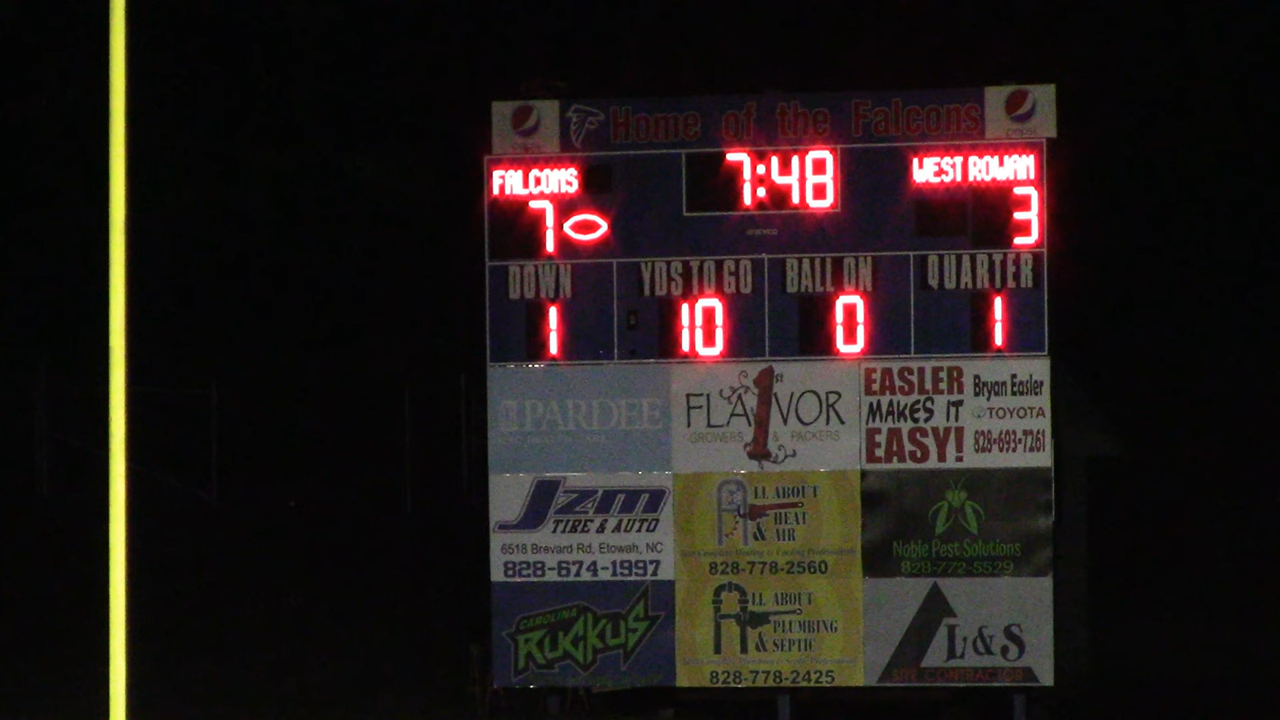 Home of the Falcons
PEPSI
FALCONS
7:48
WEST ROWAN
7
3
DOWN
YDS TO GO
BALL ON
QUARTER
1
10
0
1
PARDEE
FLA1stVOR
GROWERS & PACKERS
EASLER
MAKES IT
EASY!
Bryan Easler
TOYOTA
828-693-7261
JZM
TIRE & AUTO
6518 Brevard Rd, Etowah, NC
828-674-1997
ALL ABOUT
HEAT
& AIR
828-778-2560
Noble Pest Solutions
828-772-5529
CAROLINA
RUCKUS
ALL ABOUT
PLUMBING
& SEPTIC
828-778-2425
L&S
SITE CONTRACTOR